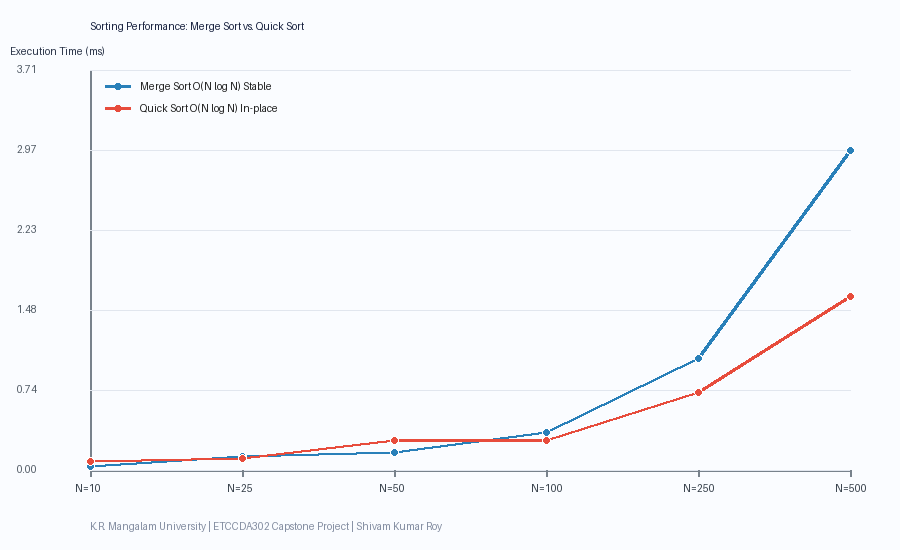 Sorting Performance: Merge Sort vs. Quick Sort
Execution Time (ms)
3.71
Merge Sort O(N log N) Stable
Quick Sort O(N log N) In-place
2.97
2.23
1.48
0.74
0.00
N=10 N=25 N=50 N=100 N=250 N=500
K.R. Mangalam University | ETCCDA302 Capstone Project | Shivam Kumar Roy